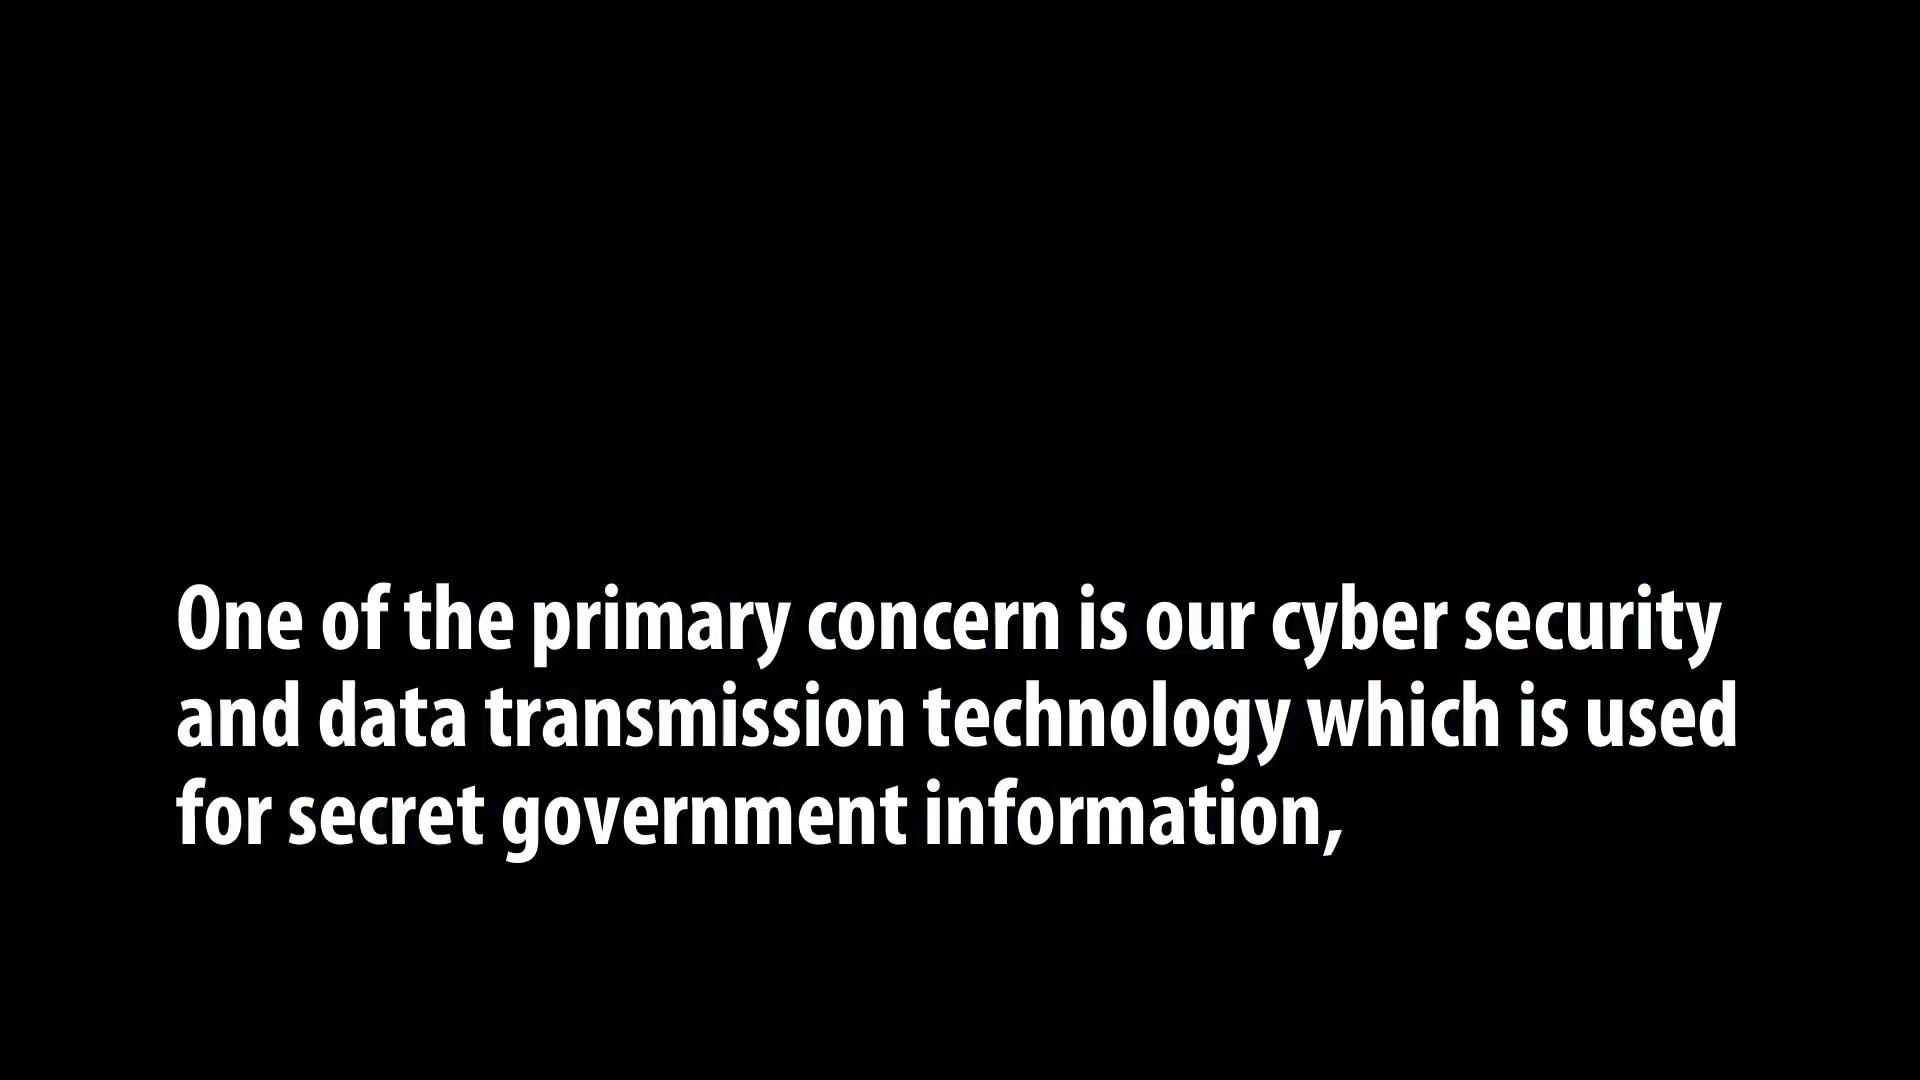 One of the primary concern is our cyber security
and data transmission technology which is used
for secret government information,